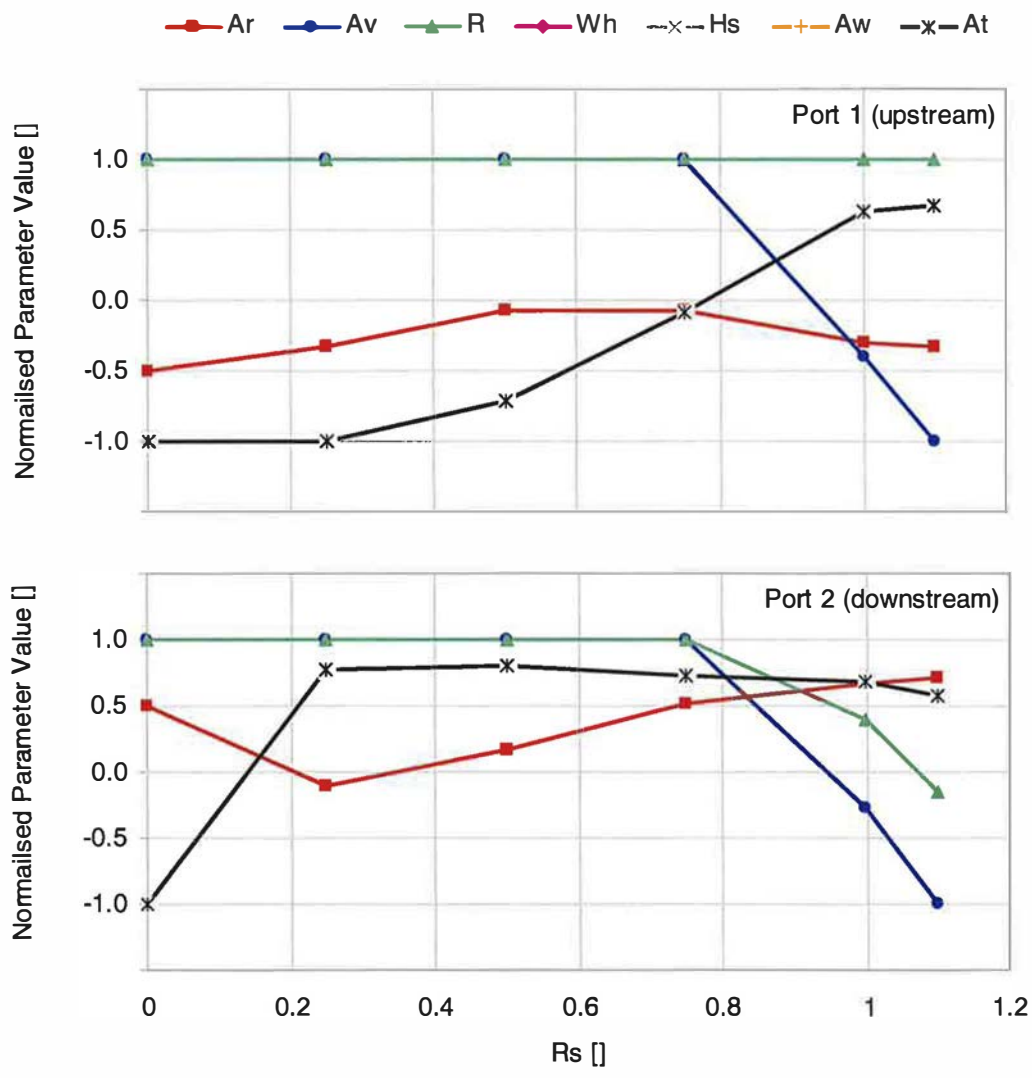 Ar Av R Wh Hs Aw At
Port 1 (upstream)
Normailsed Parameter Value []
1.0
0.5
0.0
-0.5
-1.0
Port 2 (downstream)
Normailsed Parameter Value []
1.0
0.5
0.0
-0.5
-1.0
0 0.2 0.4 0.6 0.8 1 1.2
Rs []